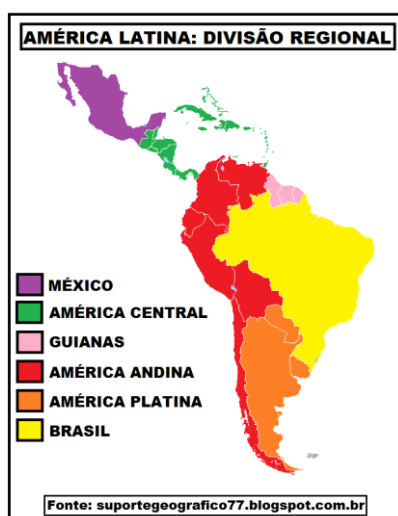 AMÉRICA LATINA: DIVISÃO REGIONAL
MÉXICO
AMÉRICA CENTRAL
GUIANAS
AMÉRICA ANDINA
AMÉRICA PLATINA
BRASIL
Fonte: suportegeografico77.blogspot.com.br